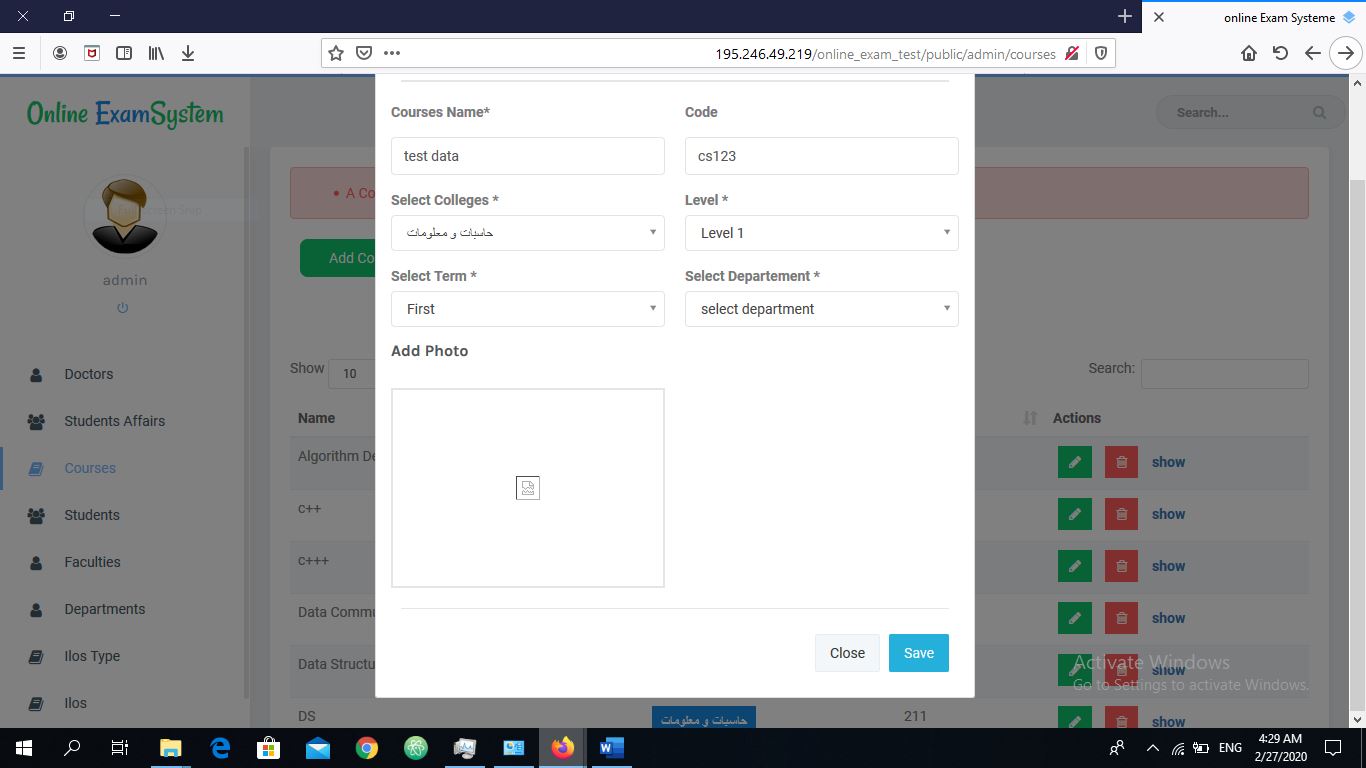 online Exam Systeme
195.246.49.219/online_exam_test/public/admin/courses
Online ExamSystem
Search...
admin
Doctors
Students Affairs
Courses
Students
Faculties
Departments
Ilos Type
Ilos
A Co
Add Co
Show 10
Search:
Name
Actions
Algorithm De
show
c++
show
c+++
show
Data Commu
show
Data Structu
show
DS
حاسبات و معلومات
211
show
Courses Name*
Code
test data
cs123
Select Colleges *
Level *
حاسبات و معلومات
Level 1
Select Term *
Select Departement *
First
select department
Add Photo
Close
Save
Activate Windows
Go to Settings to activate Windows.
ENG
4:29 AM
2/27/2020